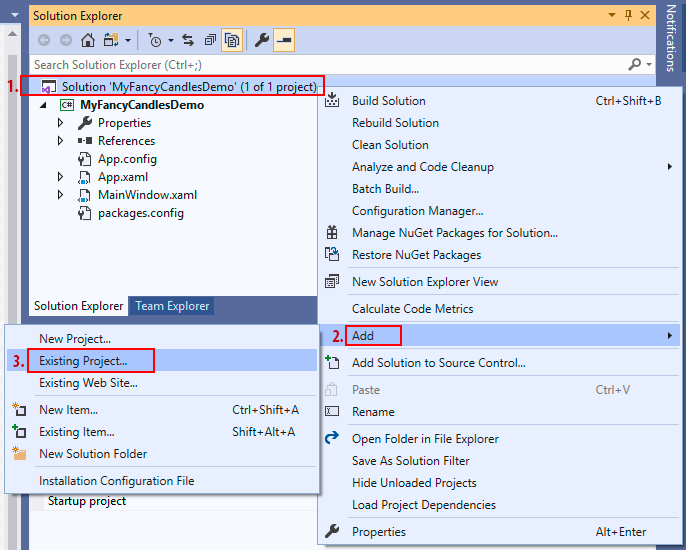 Solution Explorer
Search Solution Explorer (Ctrl+;)
1. Solution 'MyFancyCandlesDemo' (1 of 1 project)
C# MyFancyCandlesDemo
Properties
References
App.config
App.xaml
MainWindow.xaml
packages.config
Solution Explorer Team Explorer
Notifications
Build Solution Ctrl+Shift+B
Rebuild Solution
Clean Solution
Analyze and Code Cleanup
Batch Build...
Configuration Manager...
Manage NuGet Packages for Solution...
Restore NuGet Packages
New Solution Explorer View
Calculate Code Metrics
2. Add
Add Solution to Source Control...
Paste Ctrl+V
Rename
Open Folder in File Explorer
Save As Solution Filter
Hide Unloaded Projects
Load Project Dependencies
Properties Alt+Enter
New Project...
3. Existing Project...
Existing Web Site...
New Item... Ctrl+Shift+A
Existing Item... Shift+Alt+A
New Solution Folder
Installation Configuration File
Startup project